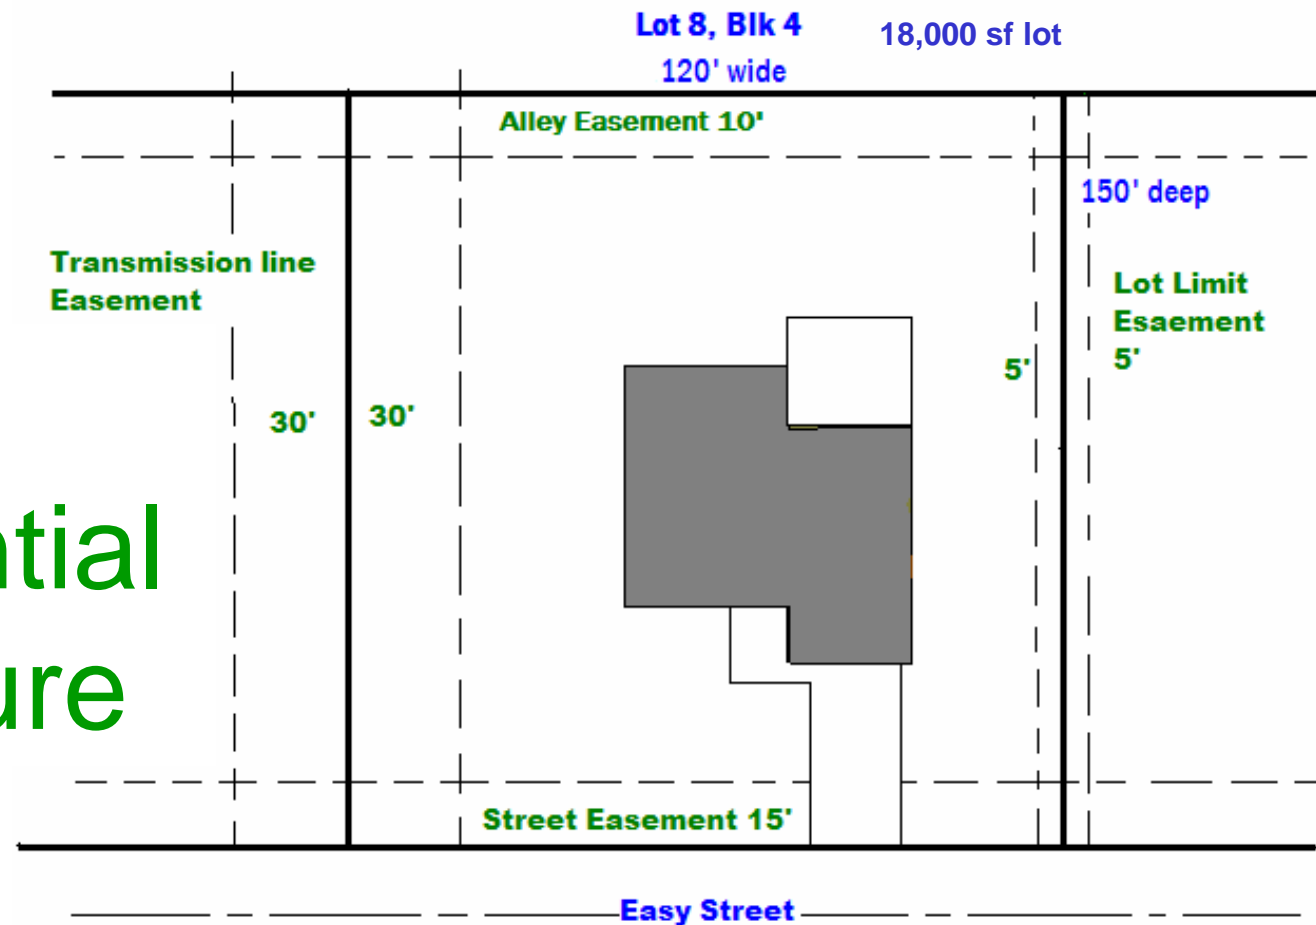 Lot 8, Blk 4
18,000 sf lot
120' wide
Alley Easement 10'
150' deep
Transmission line
Easement
Lot Limit
Esaement
5'
5'
30'
30'
ntial
ure
Street Easement 15'
Easy Street